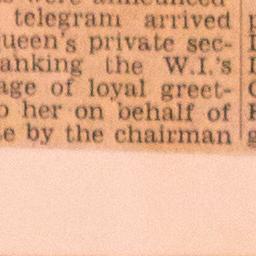 were announced
telegram arrived
ueen's private sec-
anking the W.I.'s
age of loyal greet-
o her on behalf of
e by the chairman